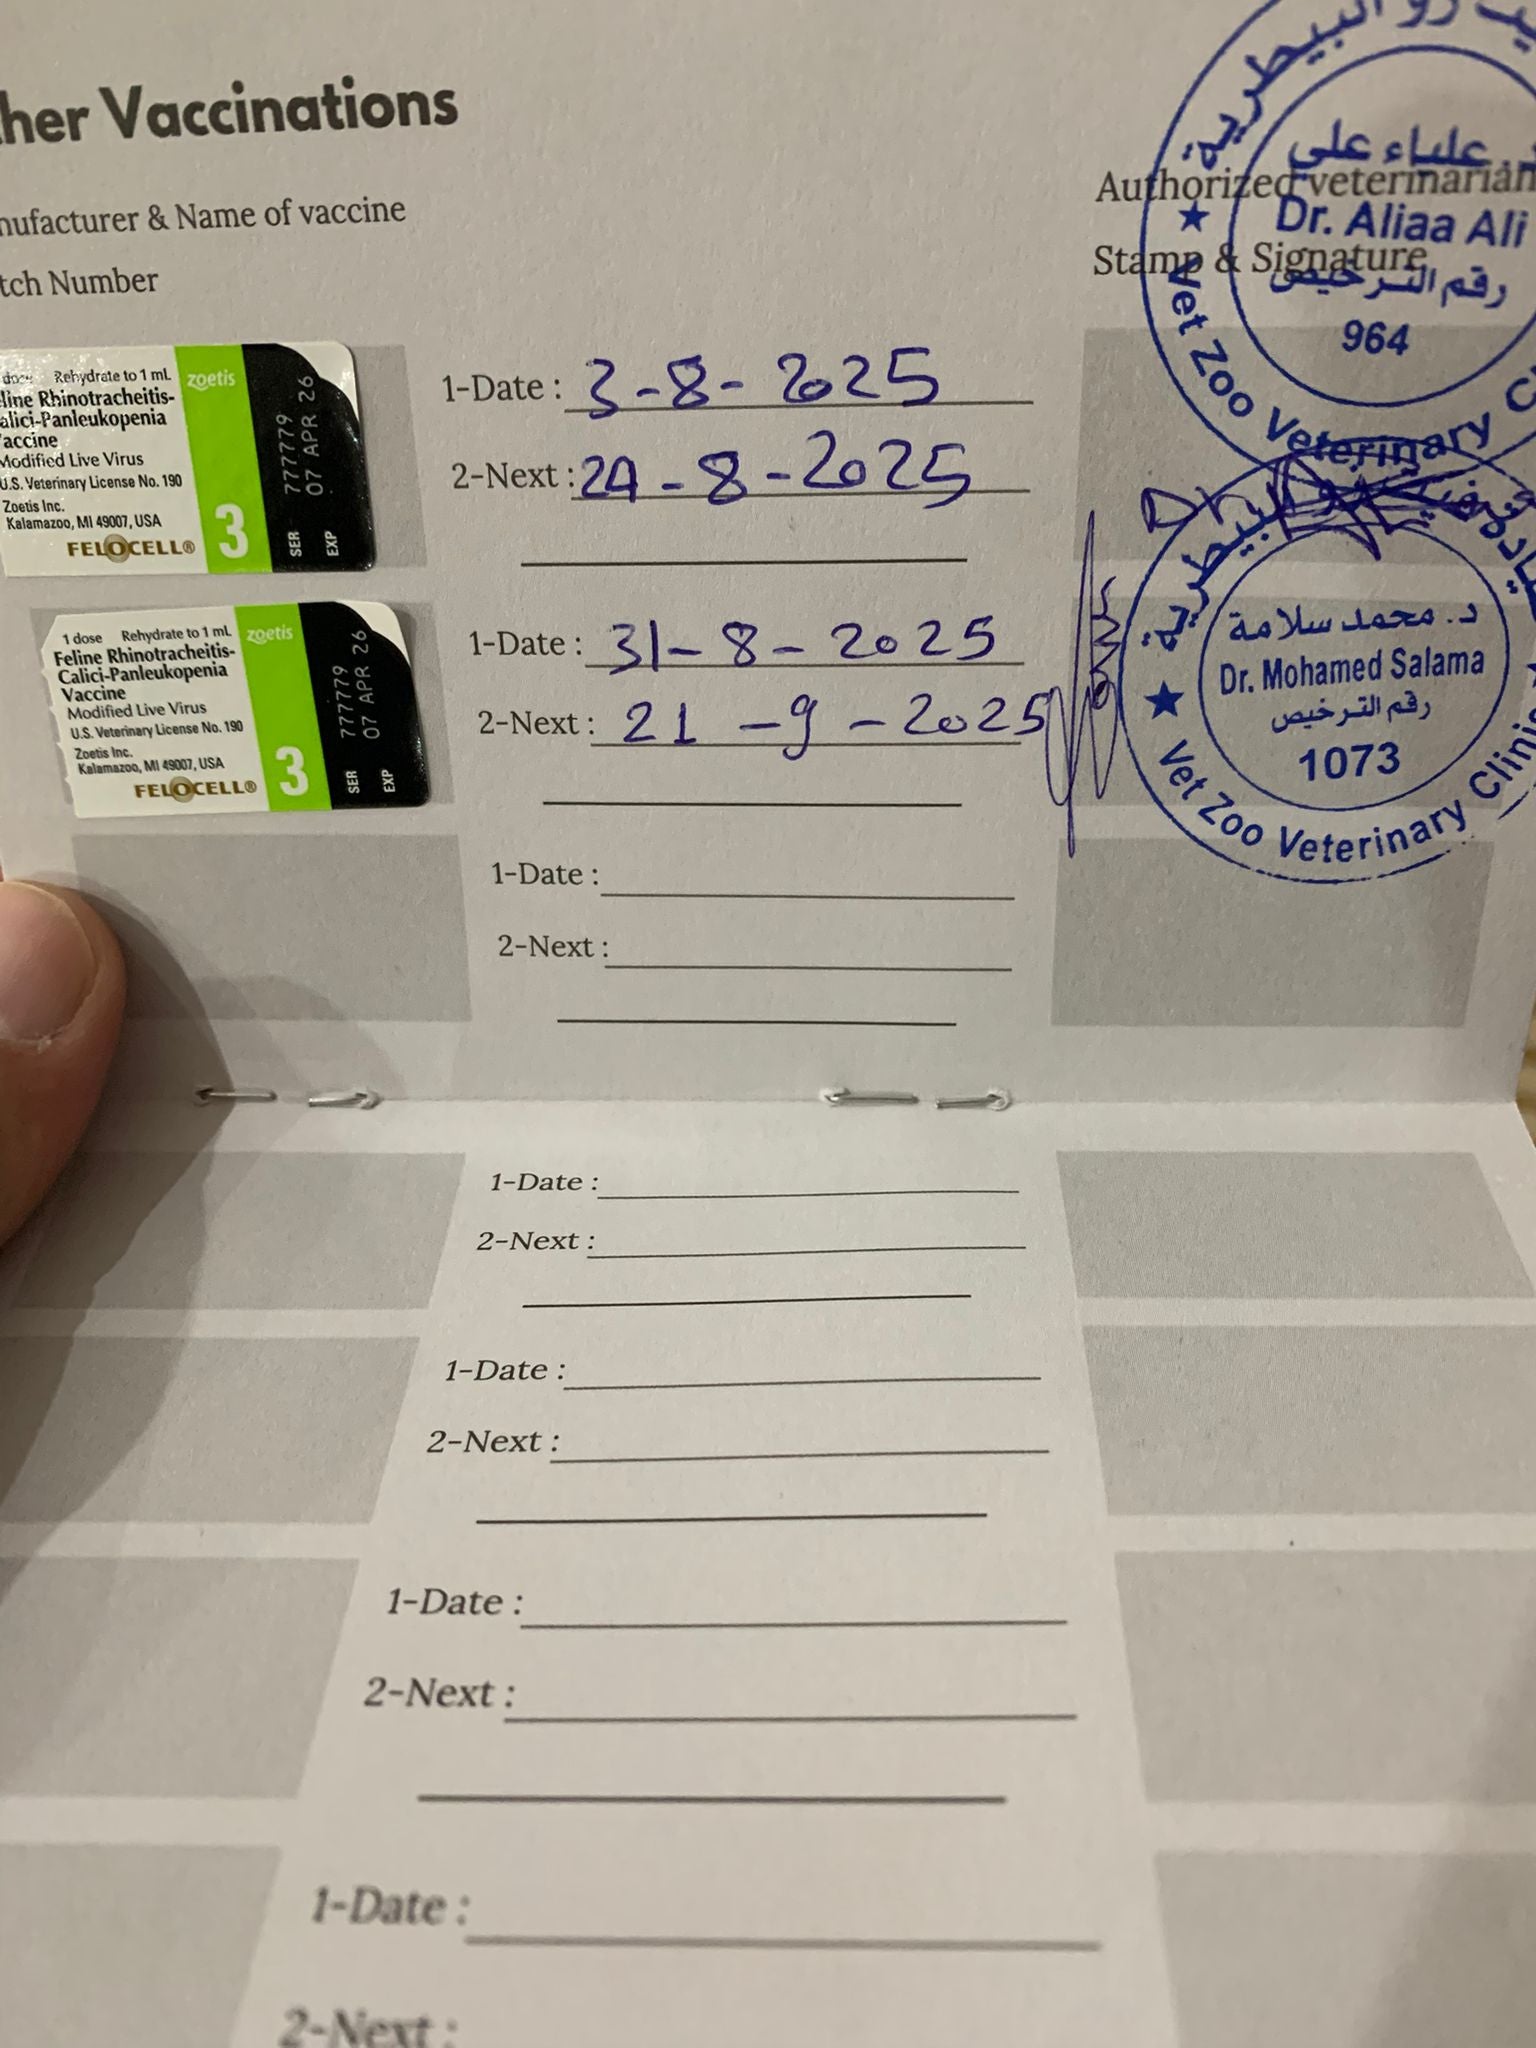 her Vaccinations
nufacturer & Name of vaccine
tch Number
Authorized veterinarian
Stamp & Signature
البيطرية
علياء علي
Dr. Aliaa Ali
رقم الترخيص
964
Vet Zoo Veterinary C
dose Rehydrate to 1 mL
line Rhinotracheitis-
alici-Panleukopenia
accine
Modified Live Virus
U.S. Veterinary License No. 190
Zoetis Inc.
Kalamazoo, MI 49007, USA
FELOCELL®
zoetis
3
SER 777779
EXP 07 APR 26
1-Date : 3-8-2025
2-Next : 24-8-2025
1 dose Rehydrate to 1 mL
Feline Rhinotracheitis-
Calici-Panleukopenia
Vaccine
Modified Live Virus
U.S. Veterinary License No. 190
Zoetis Inc.
Kalamazoo, MI 49007, USA
FELOCELL®
zoetis
3
SER 777779
EXP 07 APR 26
1-Date : 31-8-2025
2-Next : 21-9-2025
البيطرية
د. محمد سلامة
Dr. Mohamed Salama
رقم الترخيص
1073
Vet Zoo Veterinary Clinic
1-Date :
2-Next :
1-Date :
2-Next :
1-Date :
2-Next :
1-Date :
2-Next :
1-Date :
2-Next :